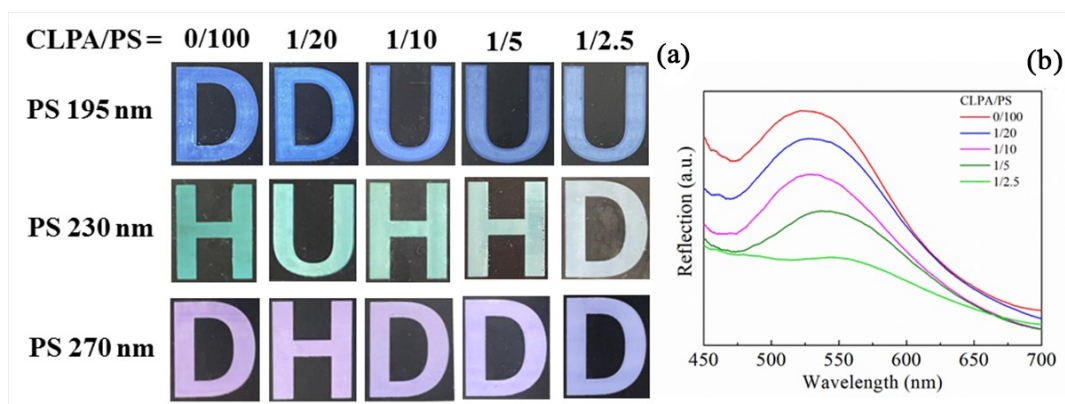 CLPA/PS = 0/100 1/20 1/10 1/5 1/2.5 (a)
PS 195 nm D D U U U
PS 230 nm H U H H D
PS 270 nm D H D D D
(b)
CLPA/PS
0/100
1/20
1/10
1/5
1/2.5
Reflection (a.u.)
450 500 550 600 650 700
Wavelength (nm)